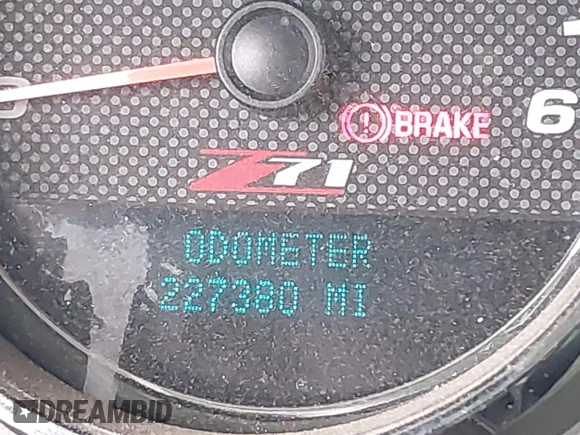 BRAKE
6
Z71
ODOMETER
227380 MI
DREAMBID